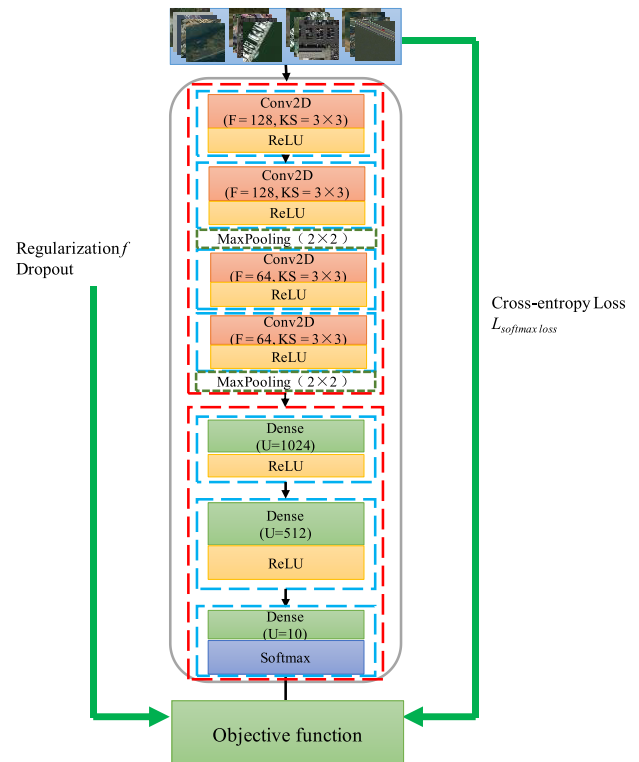 Conv2D
(F=128, KS=3×3)
ReLU
Conv2D
(F=128, KS=3×3)
ReLU
MaxPooling（2×2）
Conv2D
(F=64, KS=3×3)
ReLU
Conv2D
(F=64, KS=3×3)
ReLU
MaxPooling（2×2）
Dense
(U=1024)
ReLU
Dense
(U=512)
ReLU
Dense
(U=10)
Softmax
Objective function
Regularization f
Dropout
Cross-entropy Loss
L softmax loss